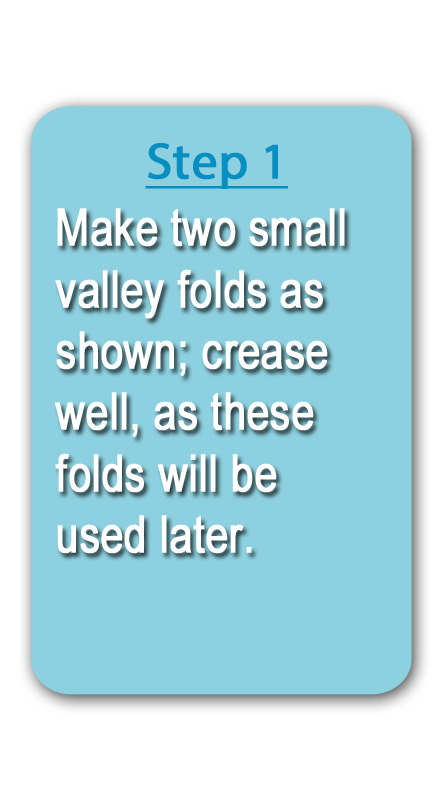 Step 1
Make two small
valley folds as
shown; crease
well, as these
folds will be
used later.